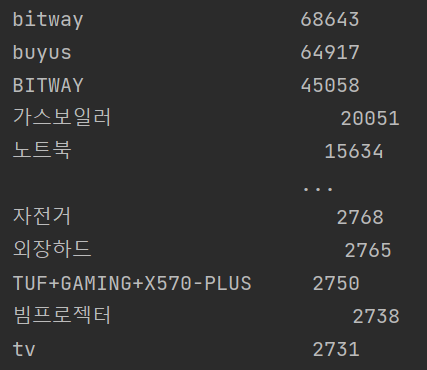 bitway 68643
buyus 64917
BITWAY 45058
가스보일러 20051
노트북 15634
...
자전거 2768
외장하드 2765
TUF+GAMING+X570-PLUS 2750
빔프로젝터 2738
tv 2731